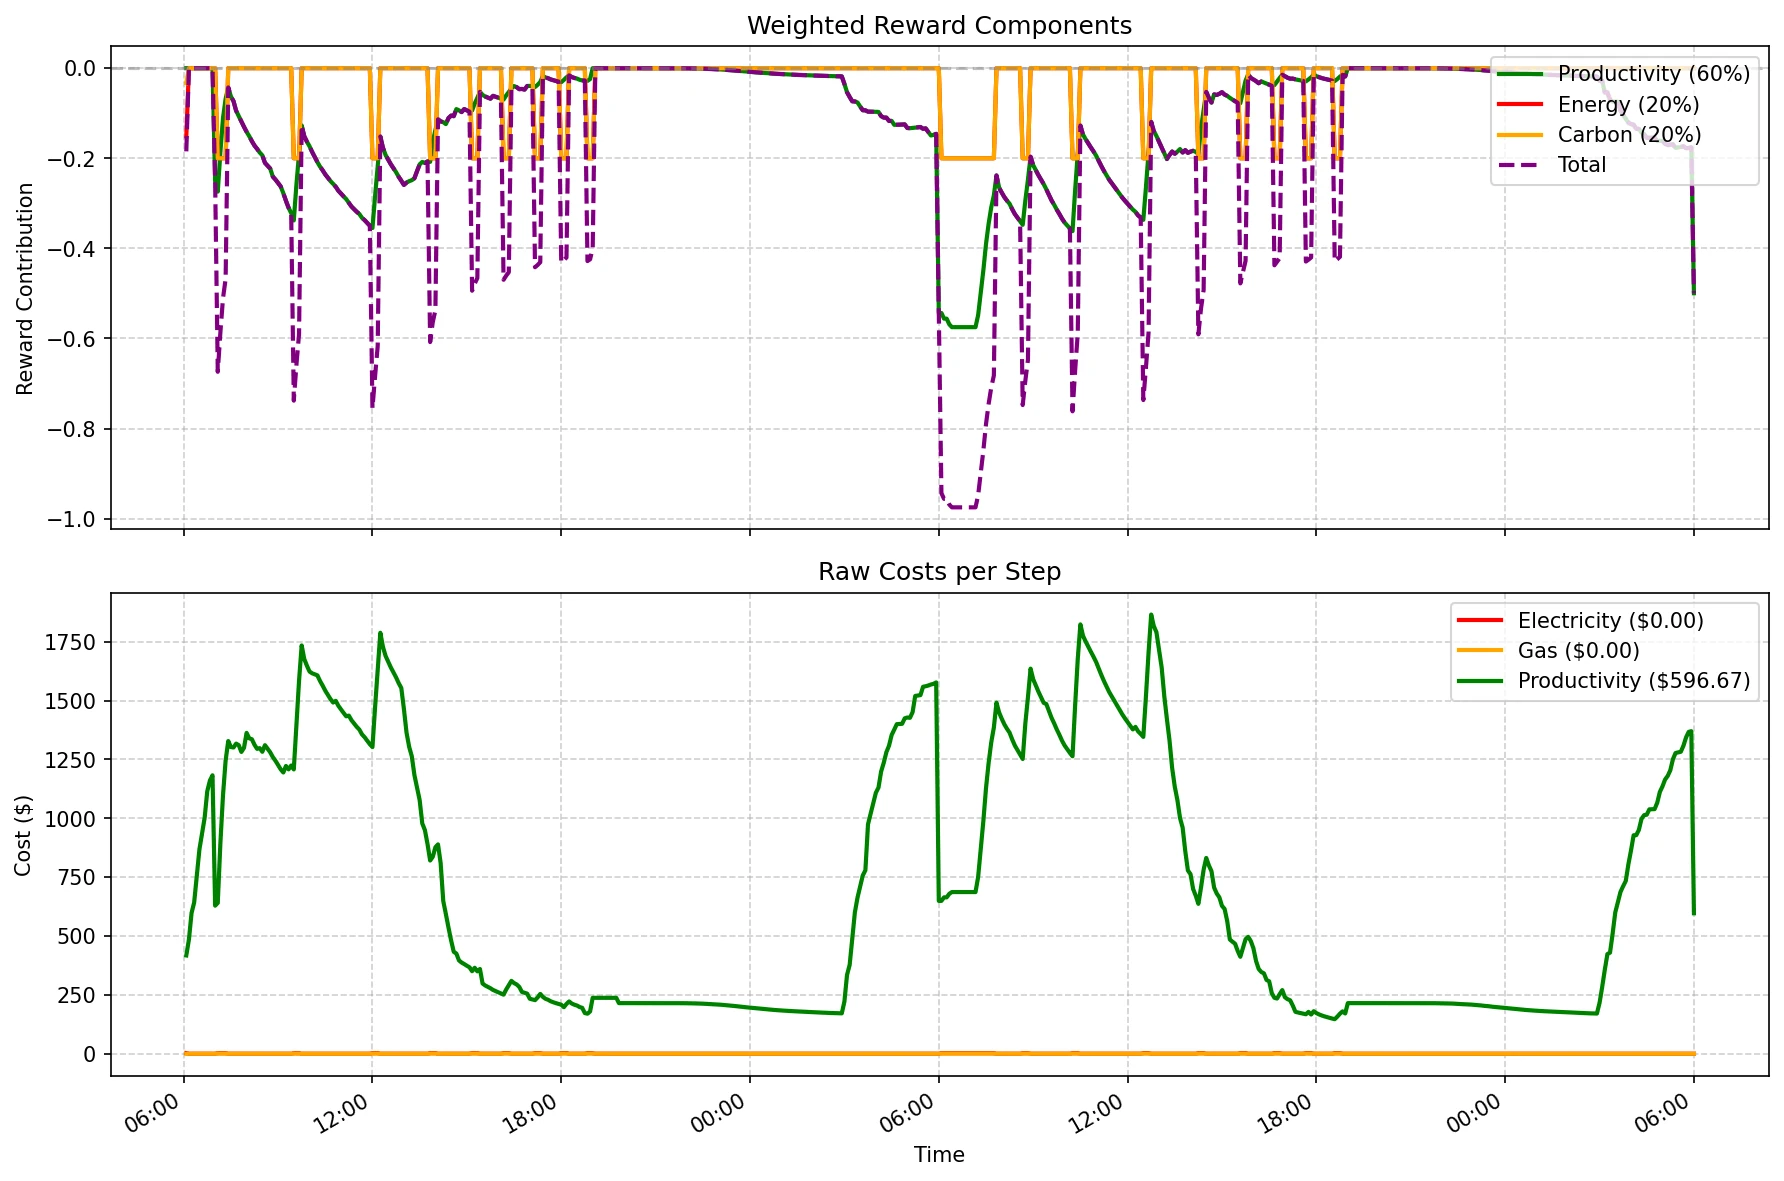 Weighted Reward Components
Reward Contribution
0.0
−0.2
−0.4
−0.6
−0.8
−1.0
Productivity (60%)
Energy (20%)
Carbon (20%)
Total
Raw Costs per Step
Cost ($)
1750
1500
1250
1000
750
500
250
0
Electricity ($0.00)
Gas ($0.00)
Productivity ($596.67)
06:00
12:00
18:00
00:00
06:00
12:00
18:00
00:00
06:00
Time